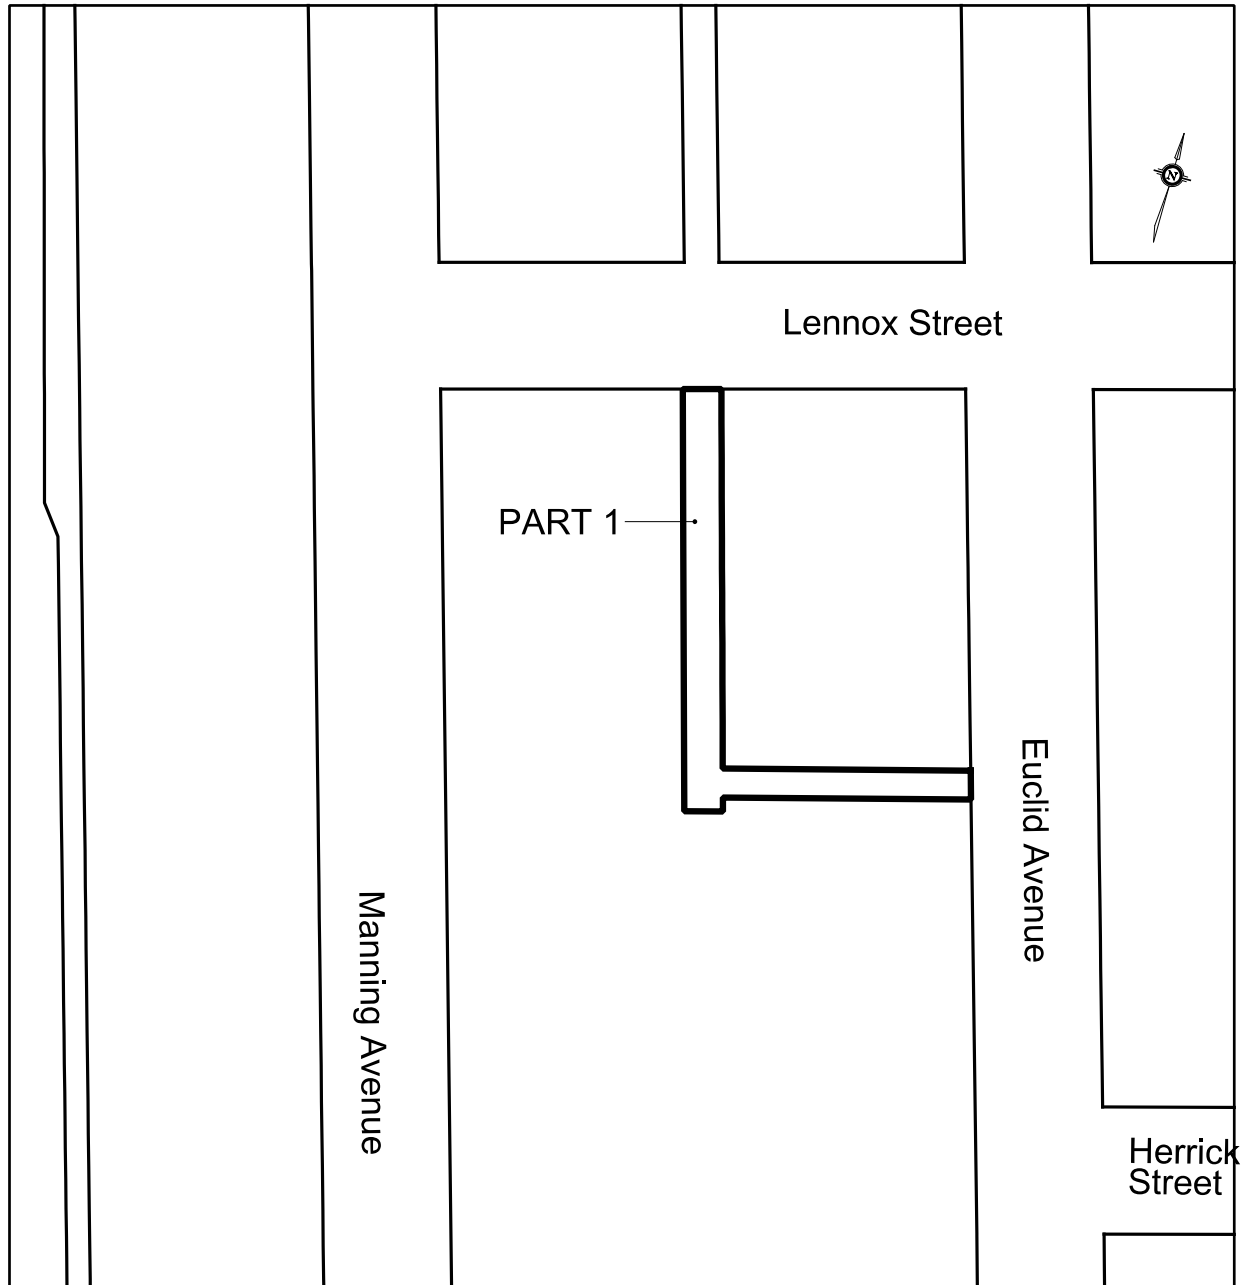 N
Lennox Street
PART 1
Euclid Avenue
Manning Avenue
Herrick
Street